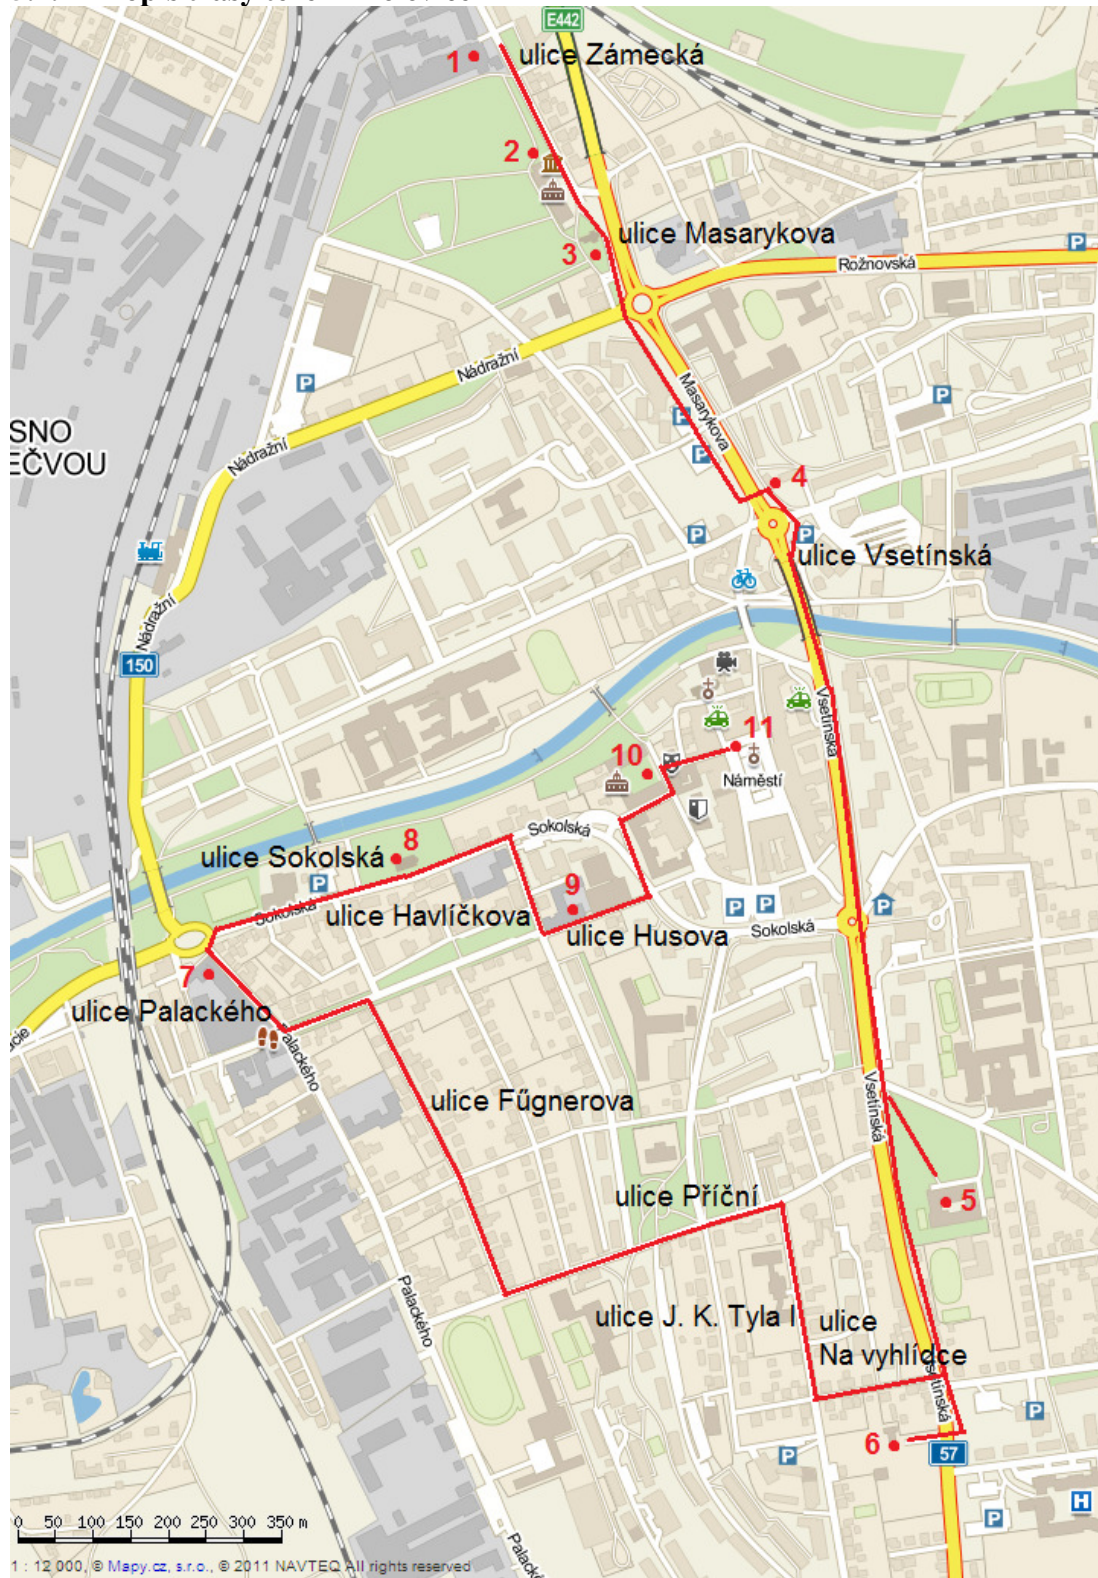 E442
ulice Zámecká
1
2
ulice Masarykova
3
P
Rožnovská
Nádražní
P
Masarykova
P
P
P
SNO
EČVOU
Nádražní
4
P
P
ulice Vsetínská
Nádražní
150
Vsetínská
11
10
Náměstí
Sokolská
8
ulice Sokolská
P
9
Sokolská
ulice Havlíčkova
P
P
P
ulice Husova
Sokolská
7
ulice Palackého
Palackého
Vsetínská
ulice Fűgnerova
ulice Příční
5
Palackého
ulice J. K. Tyla I
ulice
Na vyhlídce
Vsetínská
P
6
P
57
H
P
0 50 100 150 200 250 300 350 m
Palackého
1 : 12 000, © Mapy.cz, s.r.o., © 2011 NAVTEQ All rights reserved